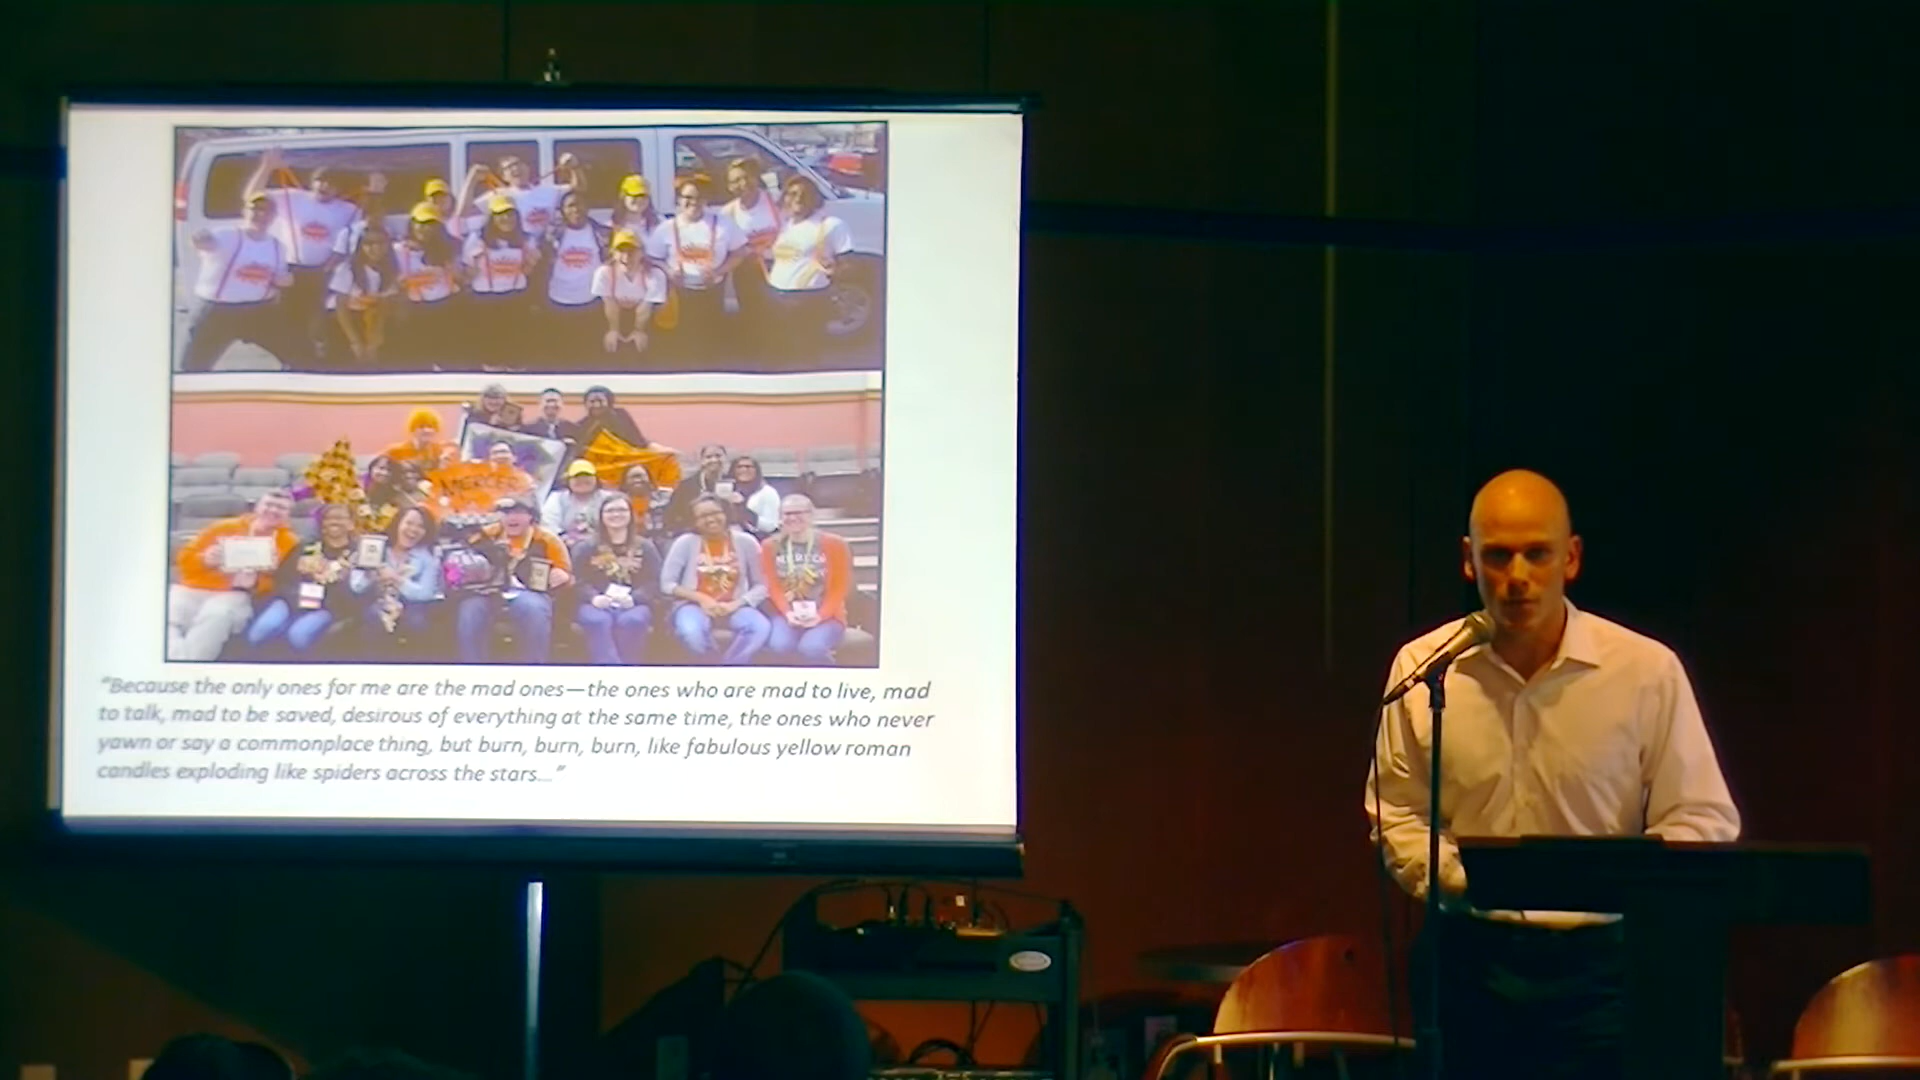 MERCER
MERCER
"Because the only ones for me are the mad ones—the ones who are mad to live, mad
to talk, mad to be saved, desirous of everything at the same time, the ones who never
yawn or say a commonplace thing, but burn, burn, burn, like fabulous yellow roman
candles exploding like spiders across the stars..."